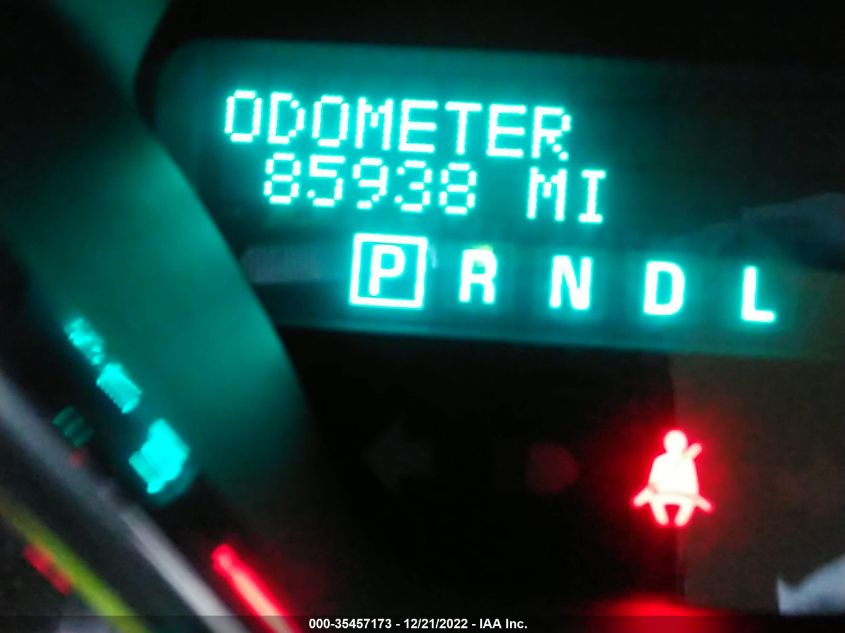 ODOMETER
85938 MI
P R N D L
000-35457173 - 12/21/2022 - IAA Inc.